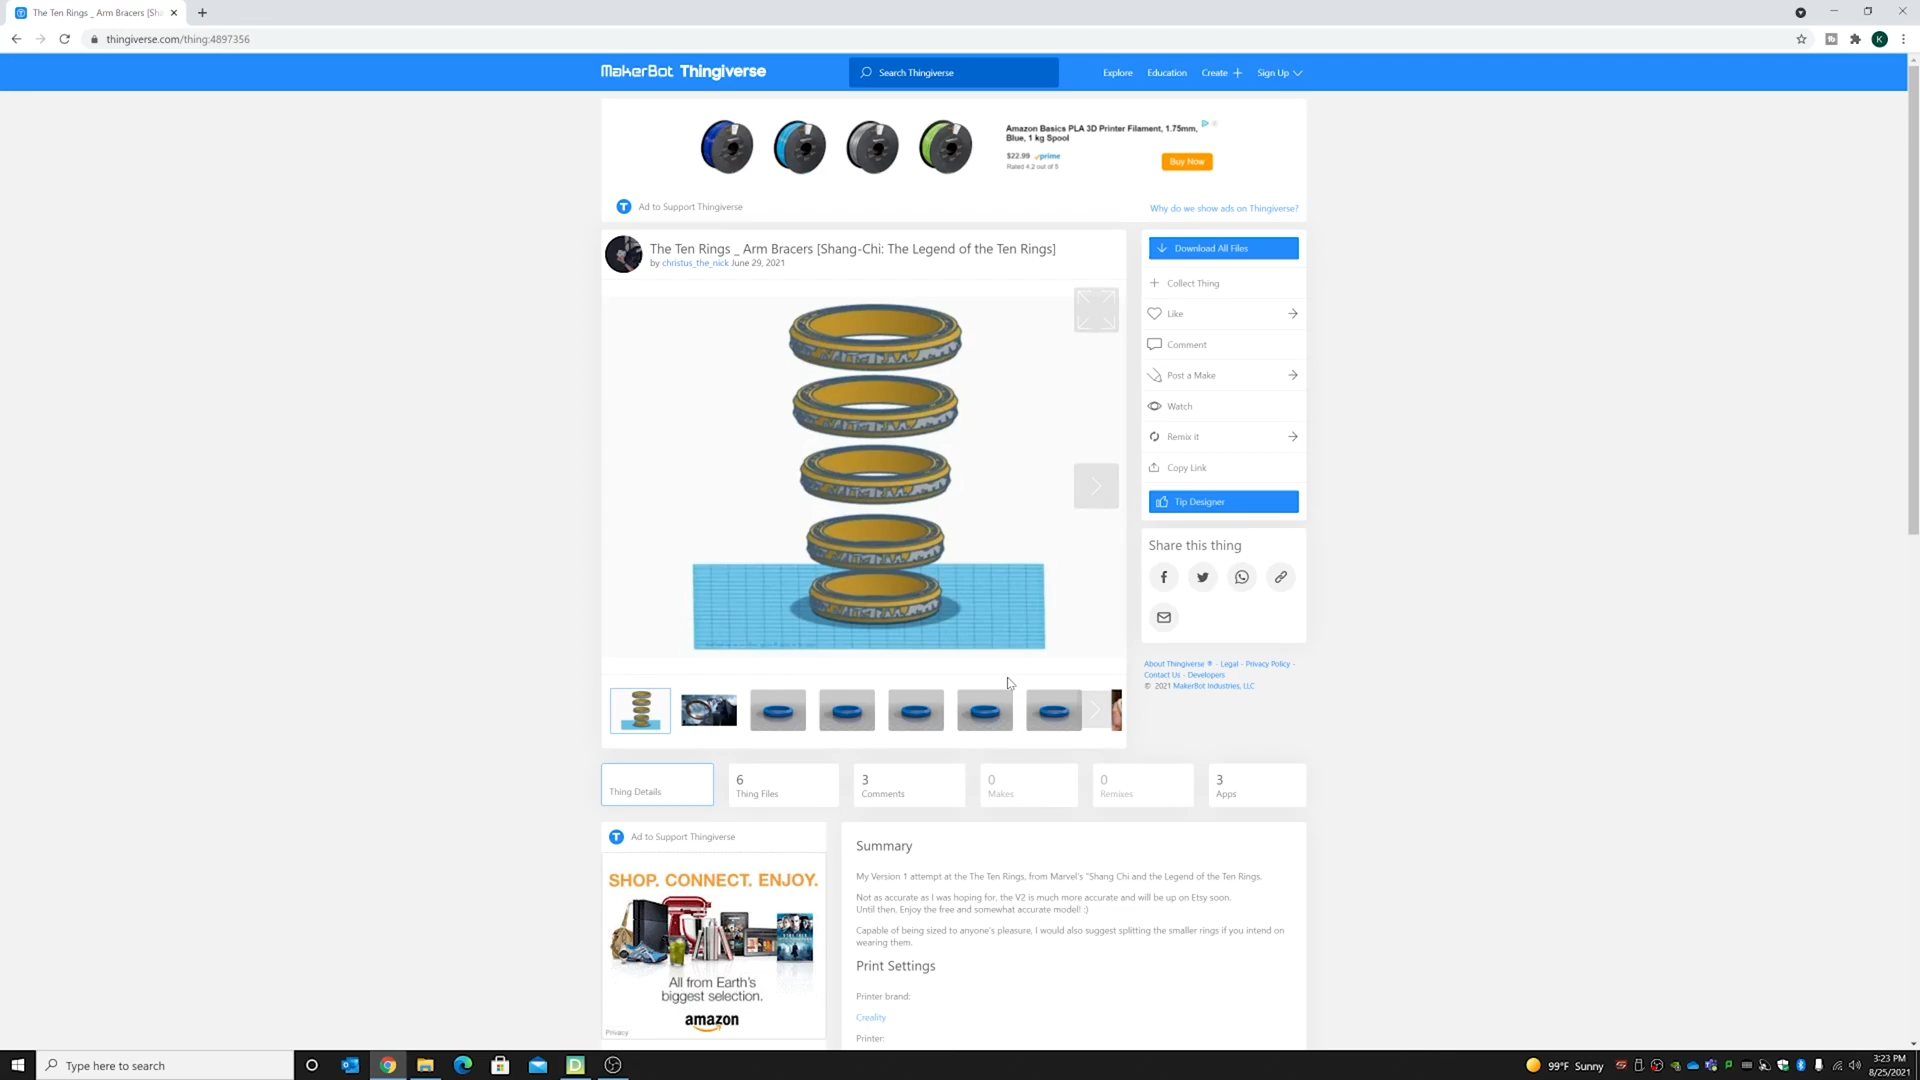 The Ten Rings _ Arm Bracers [Sha
thingiverse.com/thing:4897356
K
MakerBot Thingiverse
Search Thingiverse
Explore
Education
Create
Sign Up
Amazon Basics PLA 3D Printer Filament, 1.75mm,
Blue, 1 kg Spool
$22.99 prime
Rated 4.2 out of 5
Buy Now
Ad to Support Thingiverse
Why do we show ads on Thingiverse?
The Ten Rings _ Arm Bracers [Shang-Chi: The Legend of the Ten Rings]
by christus_the_nick June 29, 2021
Download All Files
Collect Thing
Like
Comment
Post a Make
Watch
Remix it
Copy Link
Tip Designer
Share this thing
About Thingiverse ® - Legal - Privacy Policy -
Contact Us - Developers
© 2021 MakerBot Industries, LLC
Thing Details
6
Thing Files
3
Comments
0
Makes
0
Remixes
3
Apps
Ad to Support Thingiverse
SHOP. CONNECT. ENJOY.
All from Earth's
biggest selection.
amazon
Privacy
Summary
My Version 1 attempt at the The Ten Rings, from Marvel's "Shang Chi and the Legend of the Ten Rings.
Not as accurate as I was hoping for, the V2 is much more accurate and will be up on Etsy soon.
Until then, Enjoy the free and somewhat accurate model! :)
Capable of being sized to anyone's pleasure, I would also suggest splitting the smaller rings if you intend on
wearing them.
Print Settings
Printer brand:
Creality
Printer:
Type here to search
99°F Sunny
3:23 PM
8/25/2021